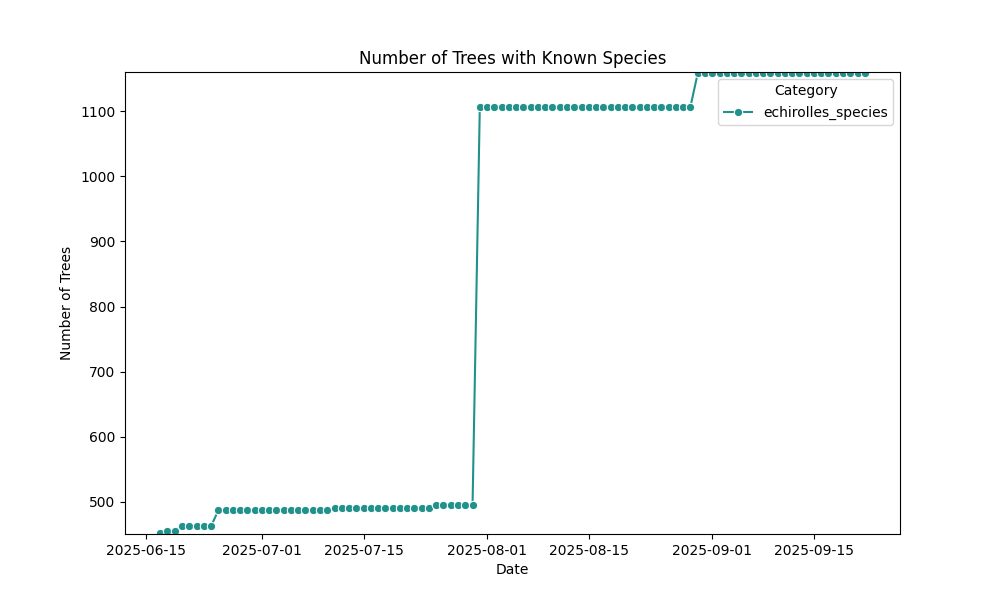 Number of Trees with Known Species
Category
echirolles_species
Number of Trees
1100
1000
900
800
700
600
500
2025-06-15 2025-07-01 2025-07-15 2025-08-01 2025-08-15 2025-09-01 2025-09-15
Date